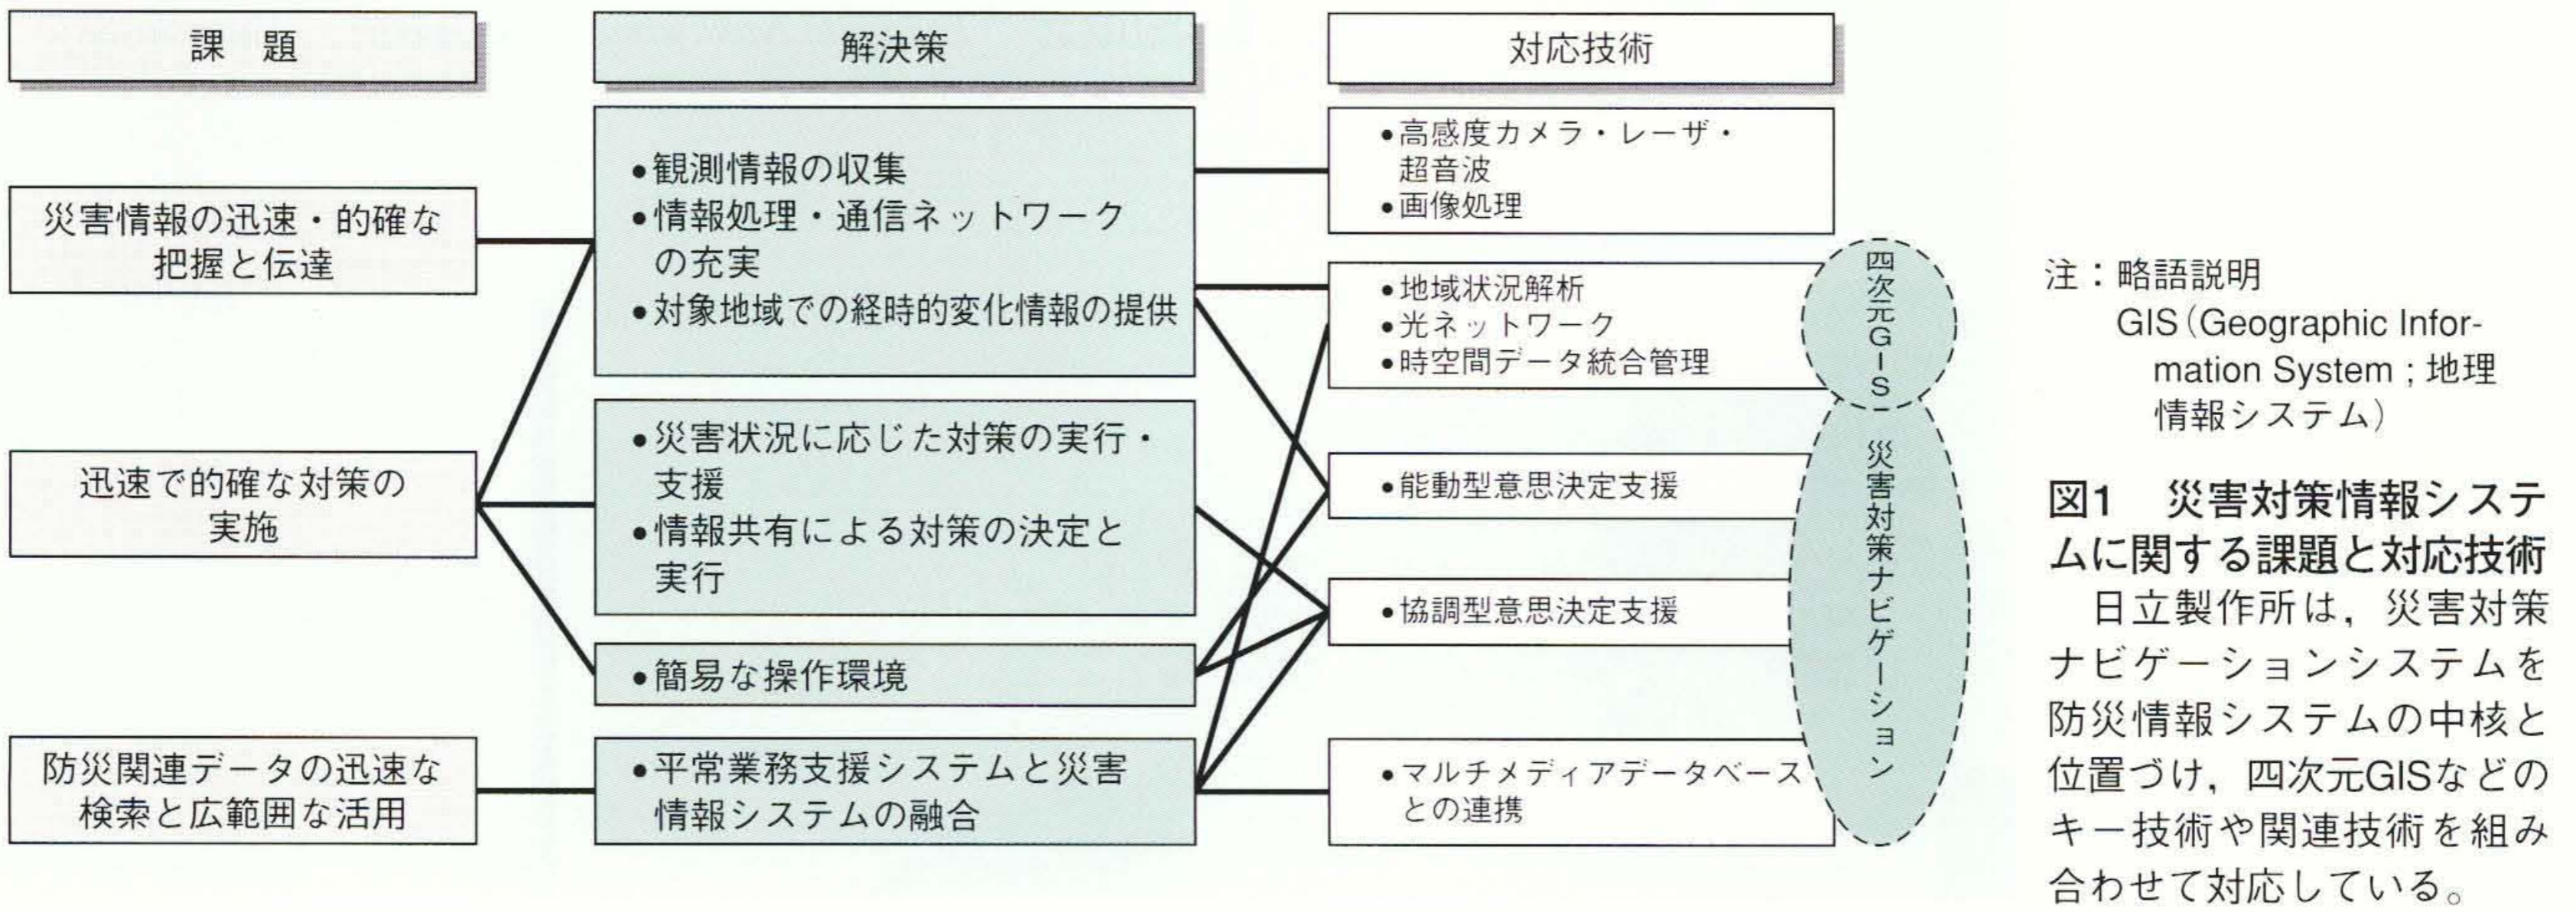 課　題
災害情報の迅速・的確な
把握と伝達
迅速で的確な対策の
実施
防災関連データの迅速な
検索と広範囲な活用
解決策
●観測情報の収集
●情報処理・通信ネットワーク
の充実
●対象地域での経時的変化情報の提供
●災害状況に応じた対策の実行・
支援
●情報共有による対策の決定と
実行
●簡易な操作環境
●平常業務支援システムと災害
情報システムの融合
対応技術
●高感度カメラ・レーザ・
超音波
●画像処理
●地域状況解析
●光ネットワーク
●時空間データ統合管理
●能動型意思決定支援
●協調型意思決定支援
●マルチメディアデータベース
との連携
四次元GIS
災害対策ナビゲーション
注：略語説明
GIS（Geographic Infor-
mation System；地理
情報システム）
図1　災害対策情報システ
ムに関する課題と対応技術
日立製作所は，災害対策
ナビゲーションシステムを
防災情報システムの中核と
位置づけ，四次元GISなどの
キー技術や関連技術を組み
合わせて対応している。